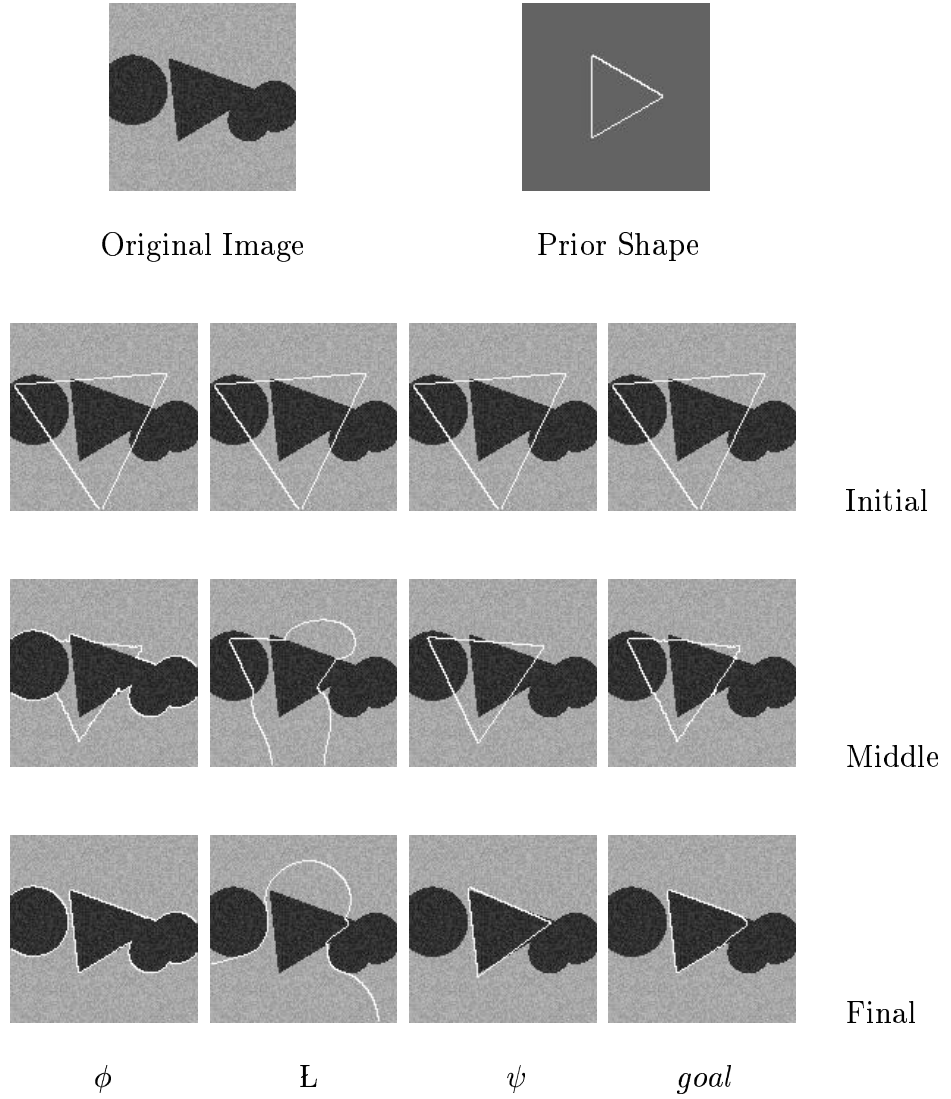 Original Image Prior Shape
Initial
Middle
Final
ϕ Ł ψ goal